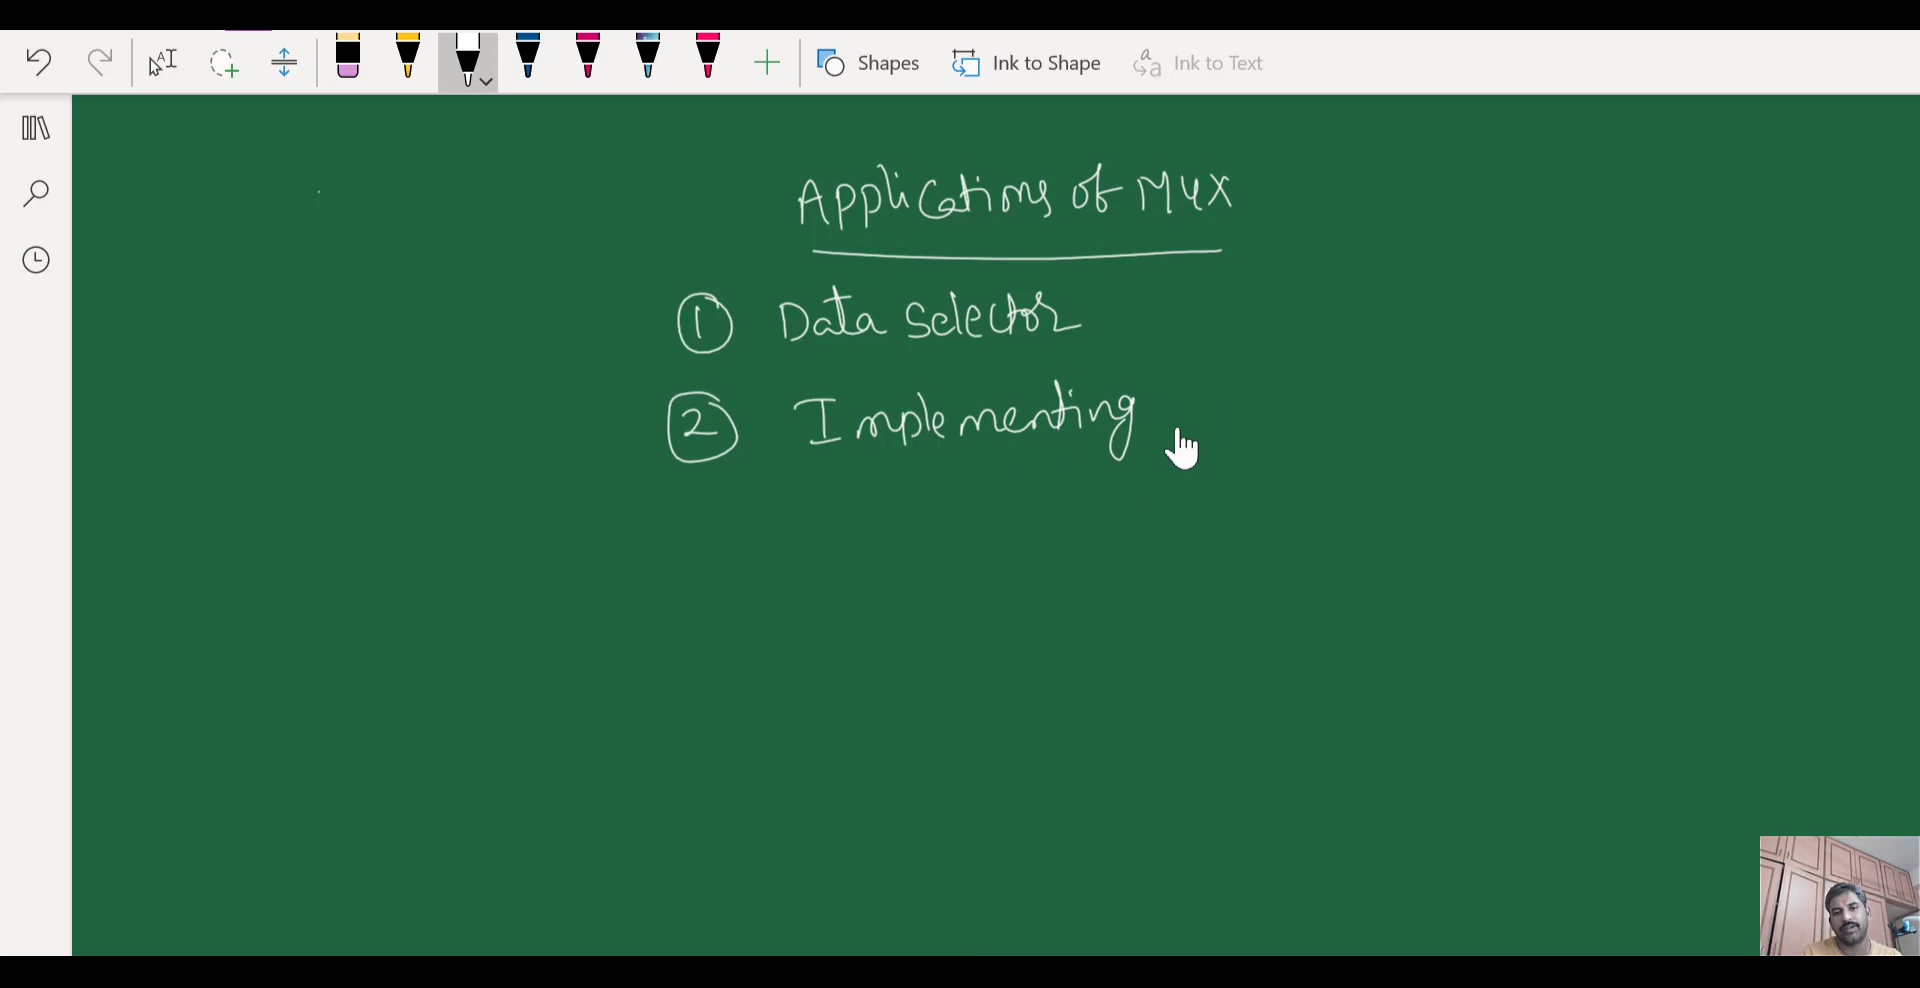 Shapes Ink to Shape Ink to Text
Applications of MUX
1 Data Selector
2 Implementing